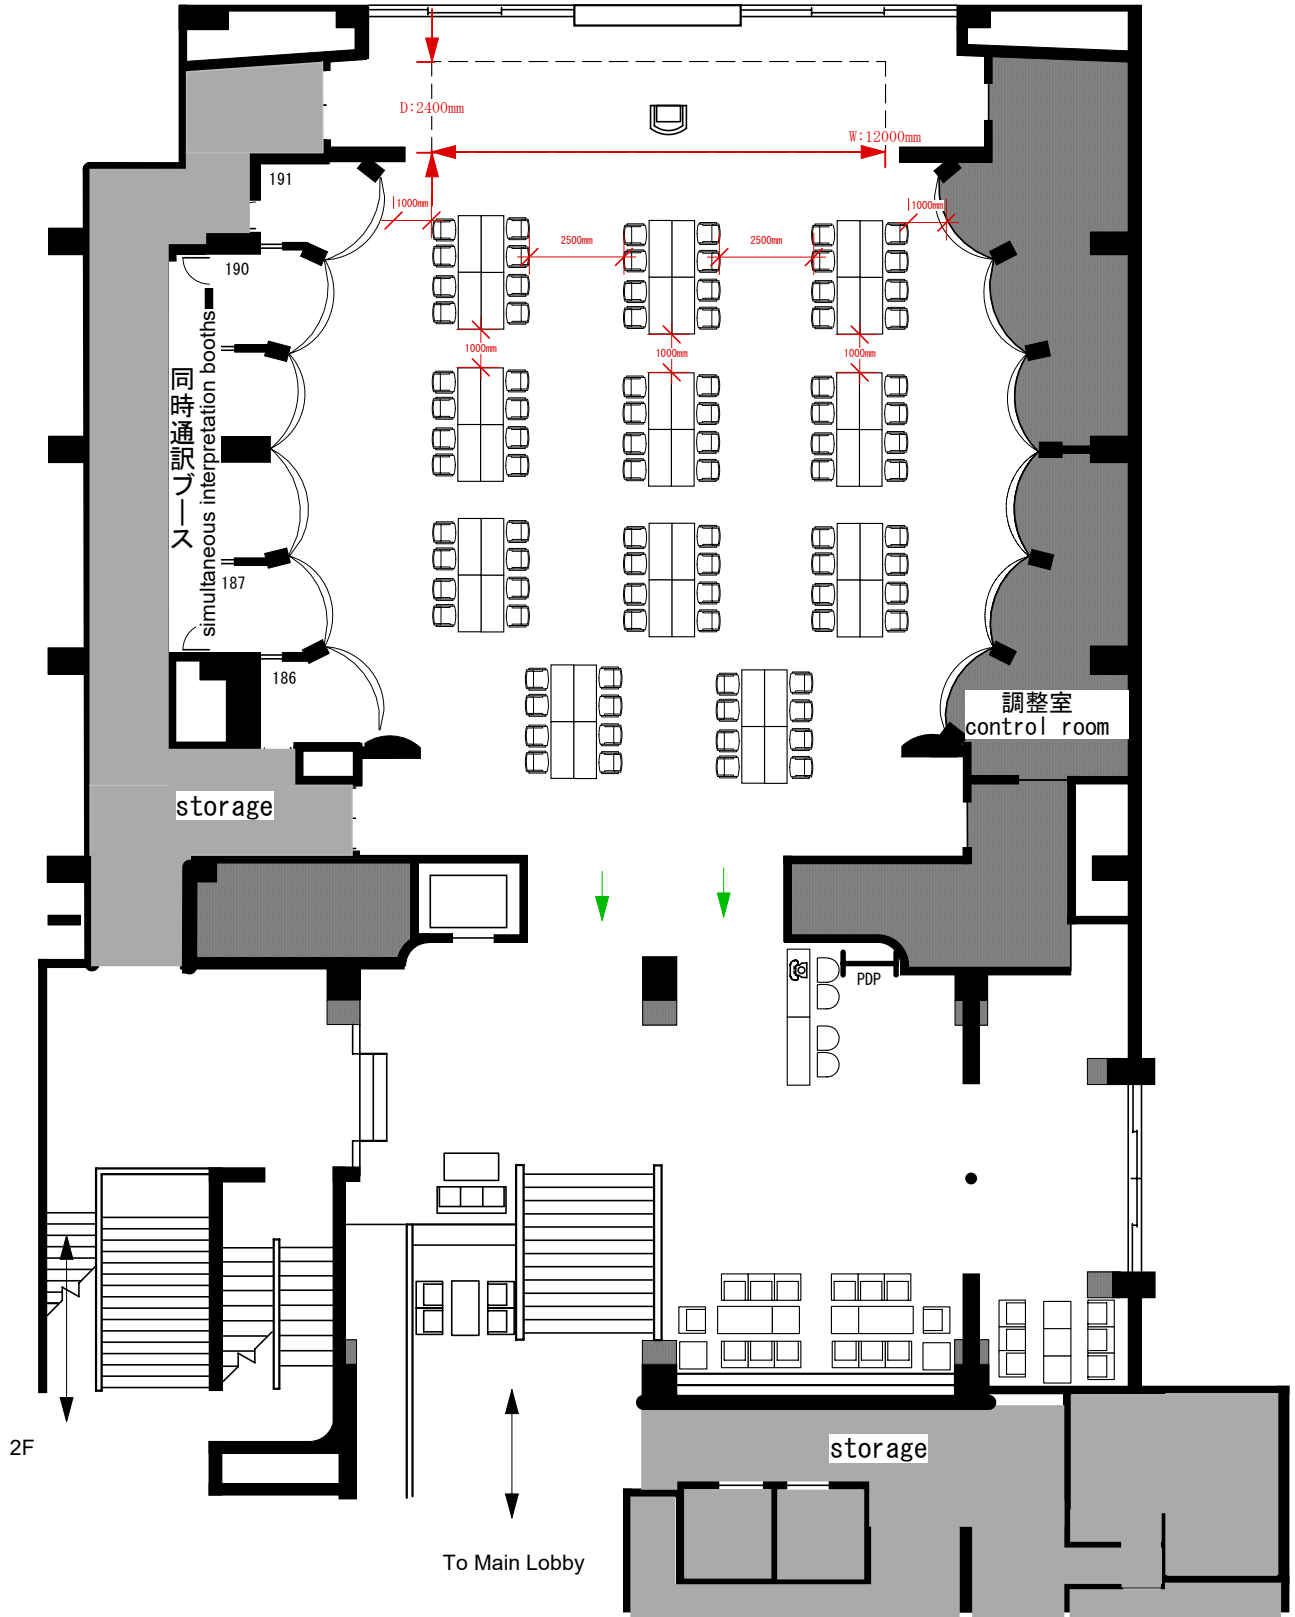 D:2400mm
W:12000mm
191
1000mm
1000mm
2500mm
2500mm
190
1000mm
1000mm
1000mm
同時通訳ブース
simultaneous interpretation booths
187
186
調整室
control room
storage
PDP
2F
storage
To Main Lobby